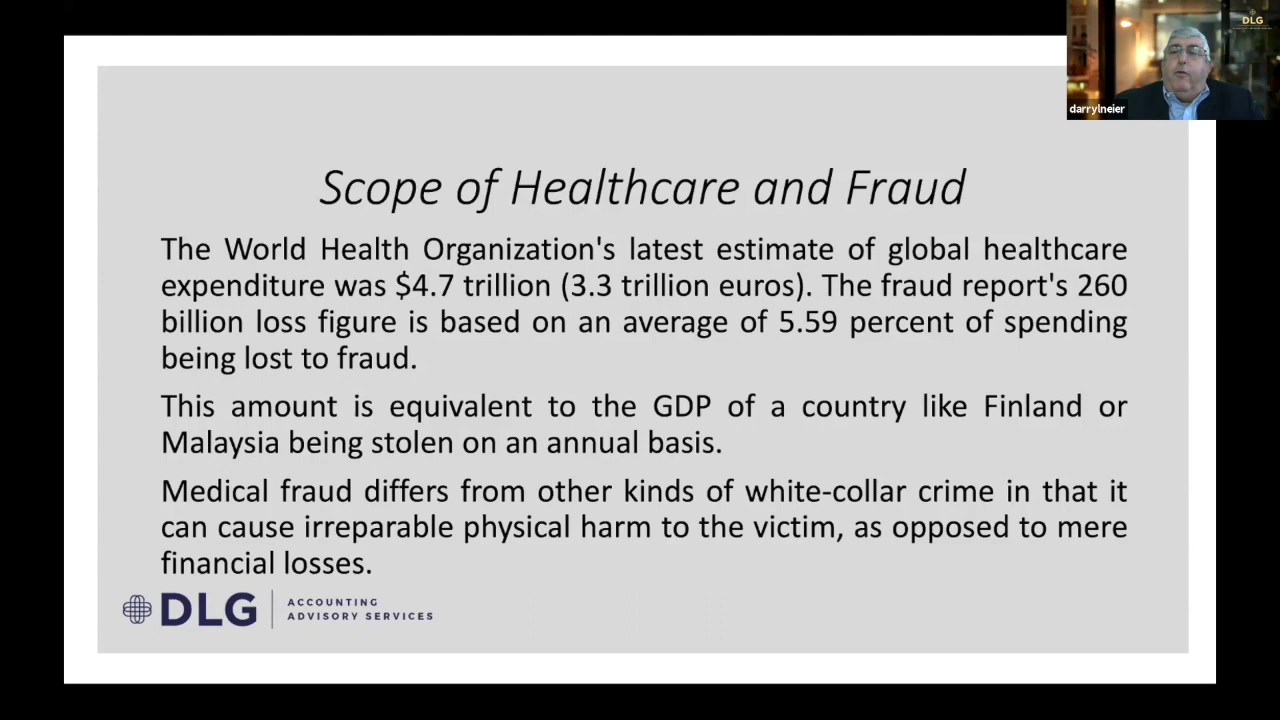 DLG
darrylneier
Scope of Healthcare and Fraud
The World Health Organization's latest estimate of global healthcare
expenditure was $4.7 trillion (3.3 trillion euros). The fraud report's 260
billion loss figure is based on an average of 5.59 percent of spending
being lost to fraud.
This amount is equivalent to the GDP of a country like Finland or
Malaysia being stolen on an annual basis.
Medical fraud differs from other kinds of white-collar crime in that it
can cause irreparable physical harm to the victim, as opposed to mere
financial losses.
DLG
ACCOUNTING
ADVISORY SERVICES